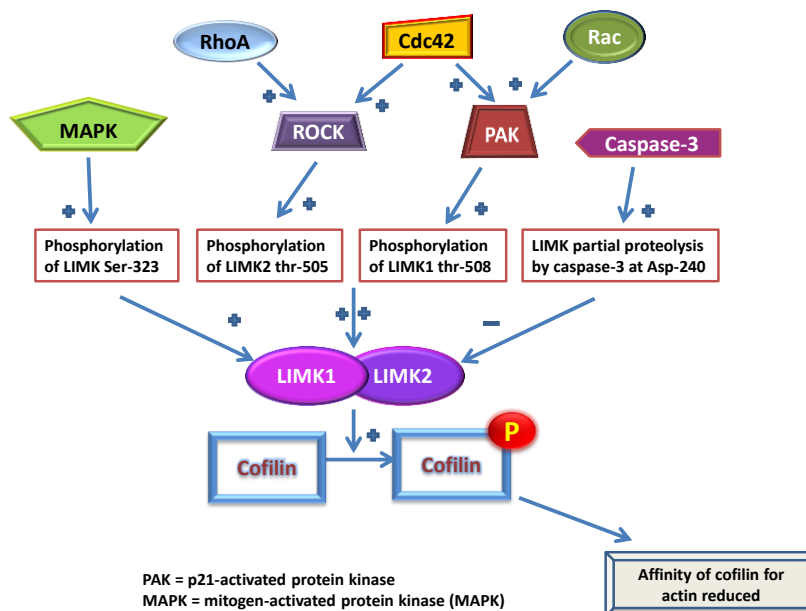 RhoA
Cdc42
Rac
MAPK
ROCK
PAK
Caspase-3
Phosphorylation
of LIMK Ser-323
Phosphorylation
of LIMK2 thr-505
Phosphorylation
of LIMK1 thr-508
LIMK partial proteolysis
by caspase-3 at Asp-240
LIMK1
LIMK2
Cofilin
Cofilin
P
Affinity of cofilin for
actin reduced
PAK = p21-activated protein kinase
MAPK = mitogen-activated protein kinase (MAPK)